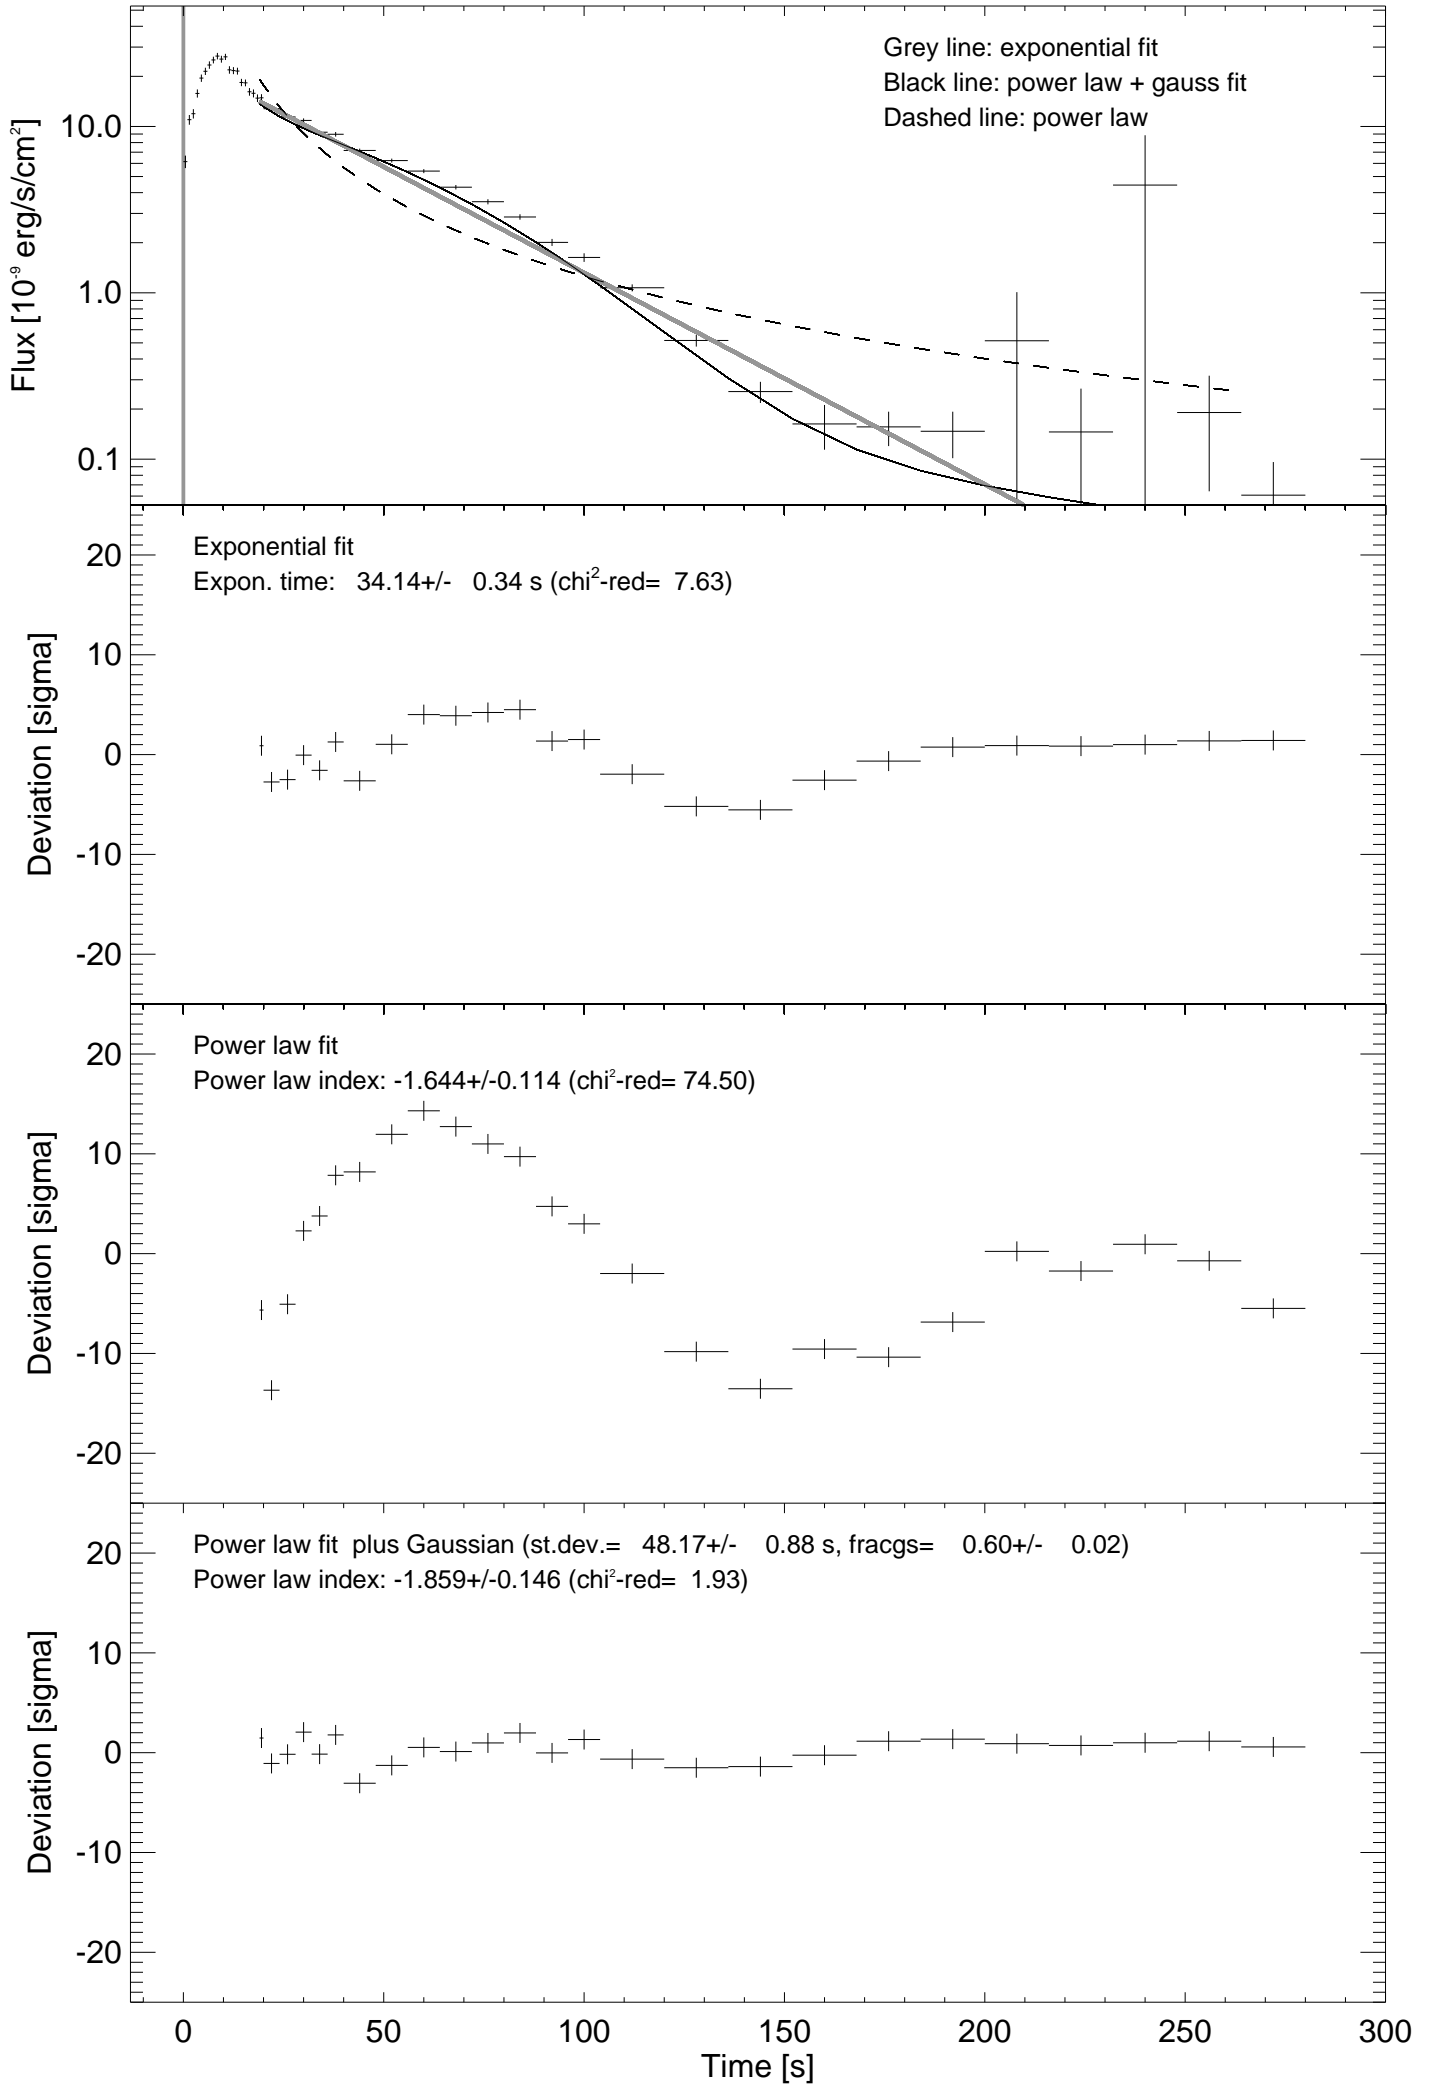 Grey line: exponential fit
Black line: power law + gauss fit
Dashed line: power law
10.0
1.0
0.1
Flux [10⁻⁹ erg/s/cm²]
Exponential fit
Expon. time: 34.14+/- 0.34 s (chi²-red= 7.63)
20
10
0
-10
-20
Deviation [sigma]
Power law fit
Power law index: -1.644+/-0.114 (chi²-red= 74.50)
20
10
0
-10
-20
Deviation [sigma]
Power law fit plus Gaussian (st.dev.= 48.17+/- 0.88 s, fracgs= 0.60+/- 0.02)
Power law index: -1.859+/-0.146 (chi²-red= 1.93)
20
10
0
-10
-20
Deviation [sigma]
0 50 100 150 200 250 300
Time [s]